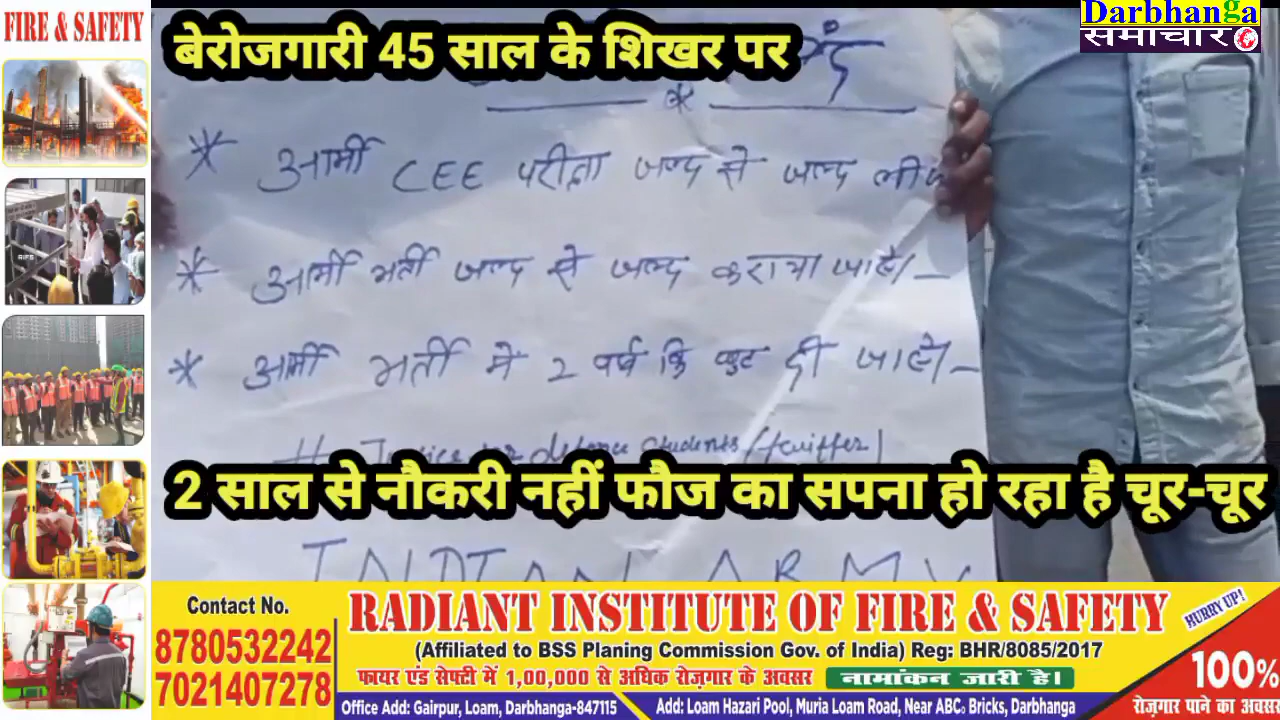 FIRE & SAFETY
Darbhanga
समाचार
बेरोजगारी 45 साल के शिखर पर
* आर्मी CEE परीक्षा जल्द से जल्द
* आर्मी भर्ती जल्द से जल्द कराया जाए।
* आर्मी भर्ती में 2 वर्ष कि छुट दी जाए।
students
2 साल से नौकरी नहीं फौज का सपना हो रहा है चूर-चूर
INDIAN ARMY
Contact No.
8780532242
7021407278
RADIANT INSTITUTE OF FIRE & SAFETY
(Affiliated to BSS Planing Commission Gov. of India) Reg: BHR/8085/2017
फायर एंड सेफ्टी में 1,00,000 से अधिक रोज़गार के अवसर नामांकन जारी है।
Office Add: Gairpur, Loam, Darbhanga-847115
Add: Loam Hazari Pool, Muria Loam Road, Near ABC Bricks, Darbhanga
HURRY UP!
100%
रोज़गार पाने का अवसर